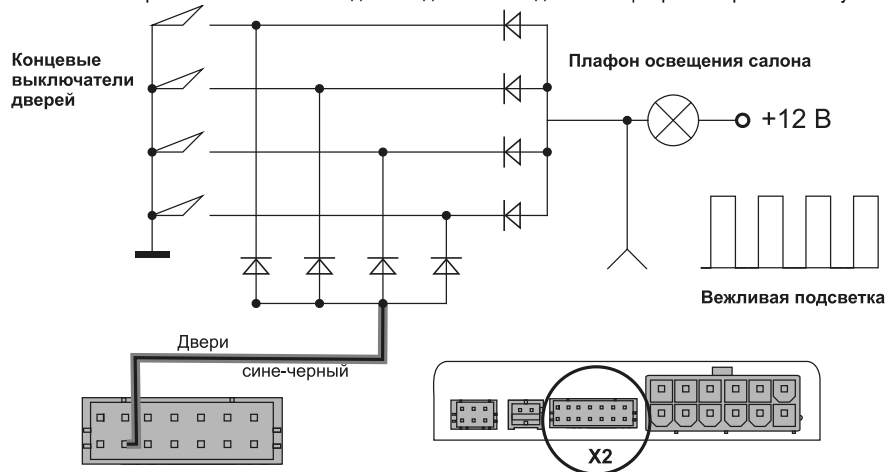 Концевые
выключатели
дверей
Плафон освещения салона
+12 В
Вежливая подсветка
Двери
сине-черный
X2